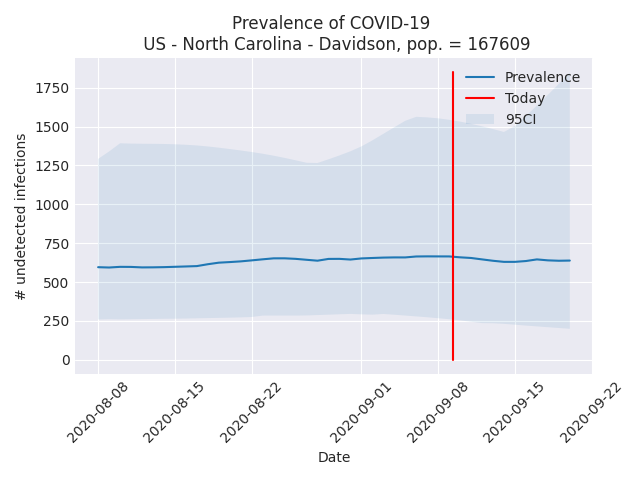 Prevalence of COVID-19
US - North Carolina - Davidson, pop. = 167609
Prevalence
Today
95CI
1750
1500
1250
1000
750
500
250
0
# undetected infections
2020-08-08
2020-08-15
2020-08-22
2020-09-01
2020-09-08
2020-09-15
2020-09-22
Date